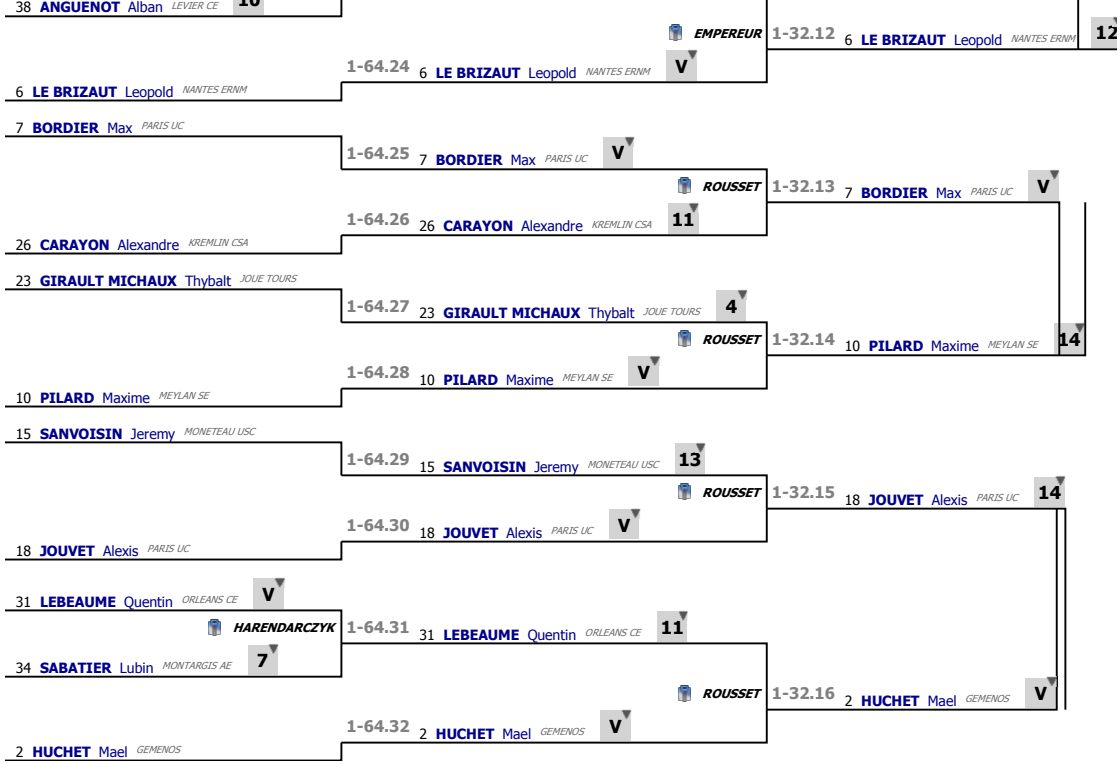 38 ANGUENOT Alban LEVIER CE 10
EMPEREUR 1-32.12 6 LE BRIZAUT Leopold NANTES ERNM 12
1-64.24 6 LE BRIZAUT Leopold NANTES ERNM V
6 LE BRIZAUT Leopold NANTES ERNM
7 BORDIER Max PARIS UC
1-64.25 7 BORDIER Max PARIS UC V
ROUSSET 1-32.13 7 BORDIER Max PARIS UC V
1-64.26 26 CARAYON Alexandre KREMLIN CSA 11
26 CARAYON Alexandre KREMLIN CSA
23 GIRAULT MICHAUX Thybalt JOUE TOURS
1-64.27 23 GIRAULT MICHAUX Thybalt JOUE TOURS 4
ROUSSET 1-32.14 10 PILARD Maxime MEYLAN SE 14
1-64.28 10 PILARD Maxime MEYLAN SE V
10 PILARD Maxime MEYLAN SE
15 SANVOISIN Jeremy MONETEAU USC
1-64.29 15 SANVOISIN Jeremy MONETEAU USC 13
ROUSSET 1-32.15 18 JOUVET Alexis PARIS UC 14
1-64.30 18 JOUVET Alexis PARIS UC V
18 JOUVET Alexis PARIS UC
31 LEBEAUME Quentin ORLEANS CE V
HARENDARCZYK 1-64.31 31 LEBEAUME Quentin ORLEANS CE 11
34 SABATIER Lubin MONTARGIS AE 7
ROUSSET 1-32.16 2 HUCHET Mael GEMENOS V
1-64.32 2 HUCHET Mael GEMENOS V
2 HUCHET Mael GEMENOS